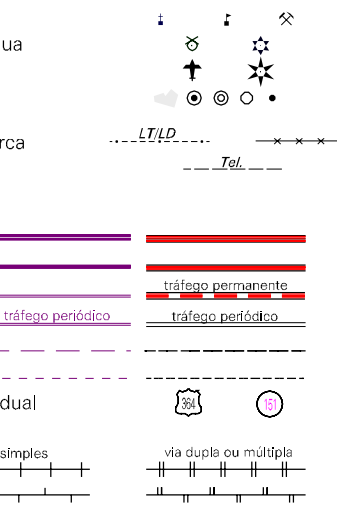 ua
rca
LT/LD
Tel.
tráfego permanente
tráfego periódico
tráfego periódico
dual
364
151
simples
via dupla ou múltipla